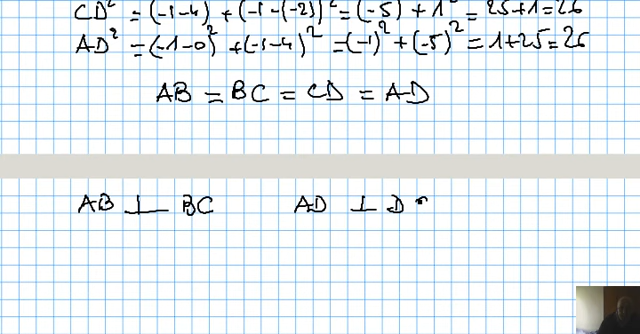 CD² = (-1-4)² + (-1-(-2))² = (-5)² + 1² = 25+1=26
AD² = (-1-0)² + (-1-4)² = (-1)² + (-5)² = 1+25=26
AB = BC = CD = AD
AB ⊥ BC AD ⊥ D